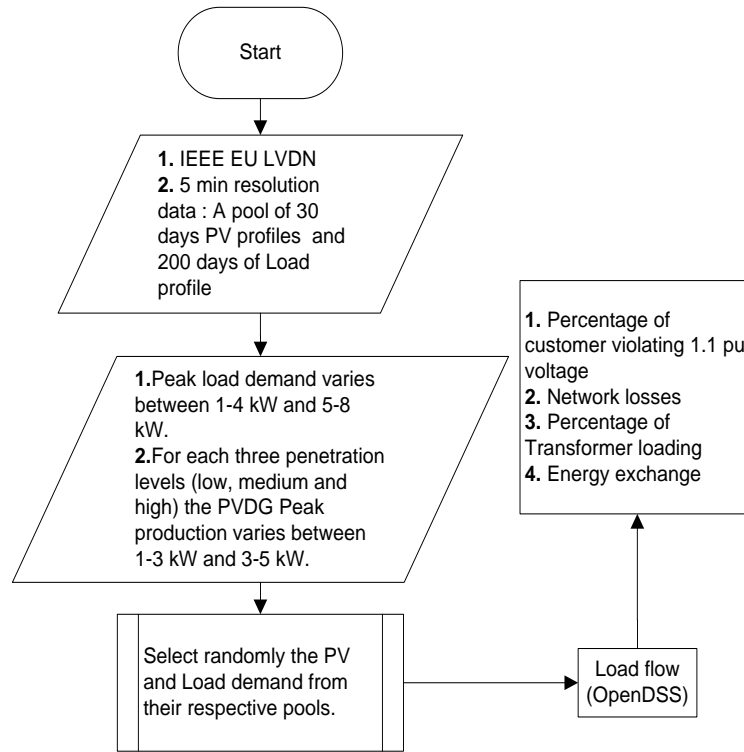 Start
1. IEEE EU LVDN
2. 5 min resolution
data : A pool of 30
days PV profiles and
200 days of Load
profile
1.Peak load demand varies
between 1-4 kW and 5-8
kW.
2.For each three penetration
levels (low, medium and
high) the PVDG Peak
production varies between
1-3 kW and 3-5 kW.
Select randomly the PV
and Load demand from
their respective pools.
Load flow
(OpenDSS)
1. Percentage of
customer violating 1.1 pu
voltage
2. Network losses
3. Percentage of
Transformer loading
4. Energy exchange